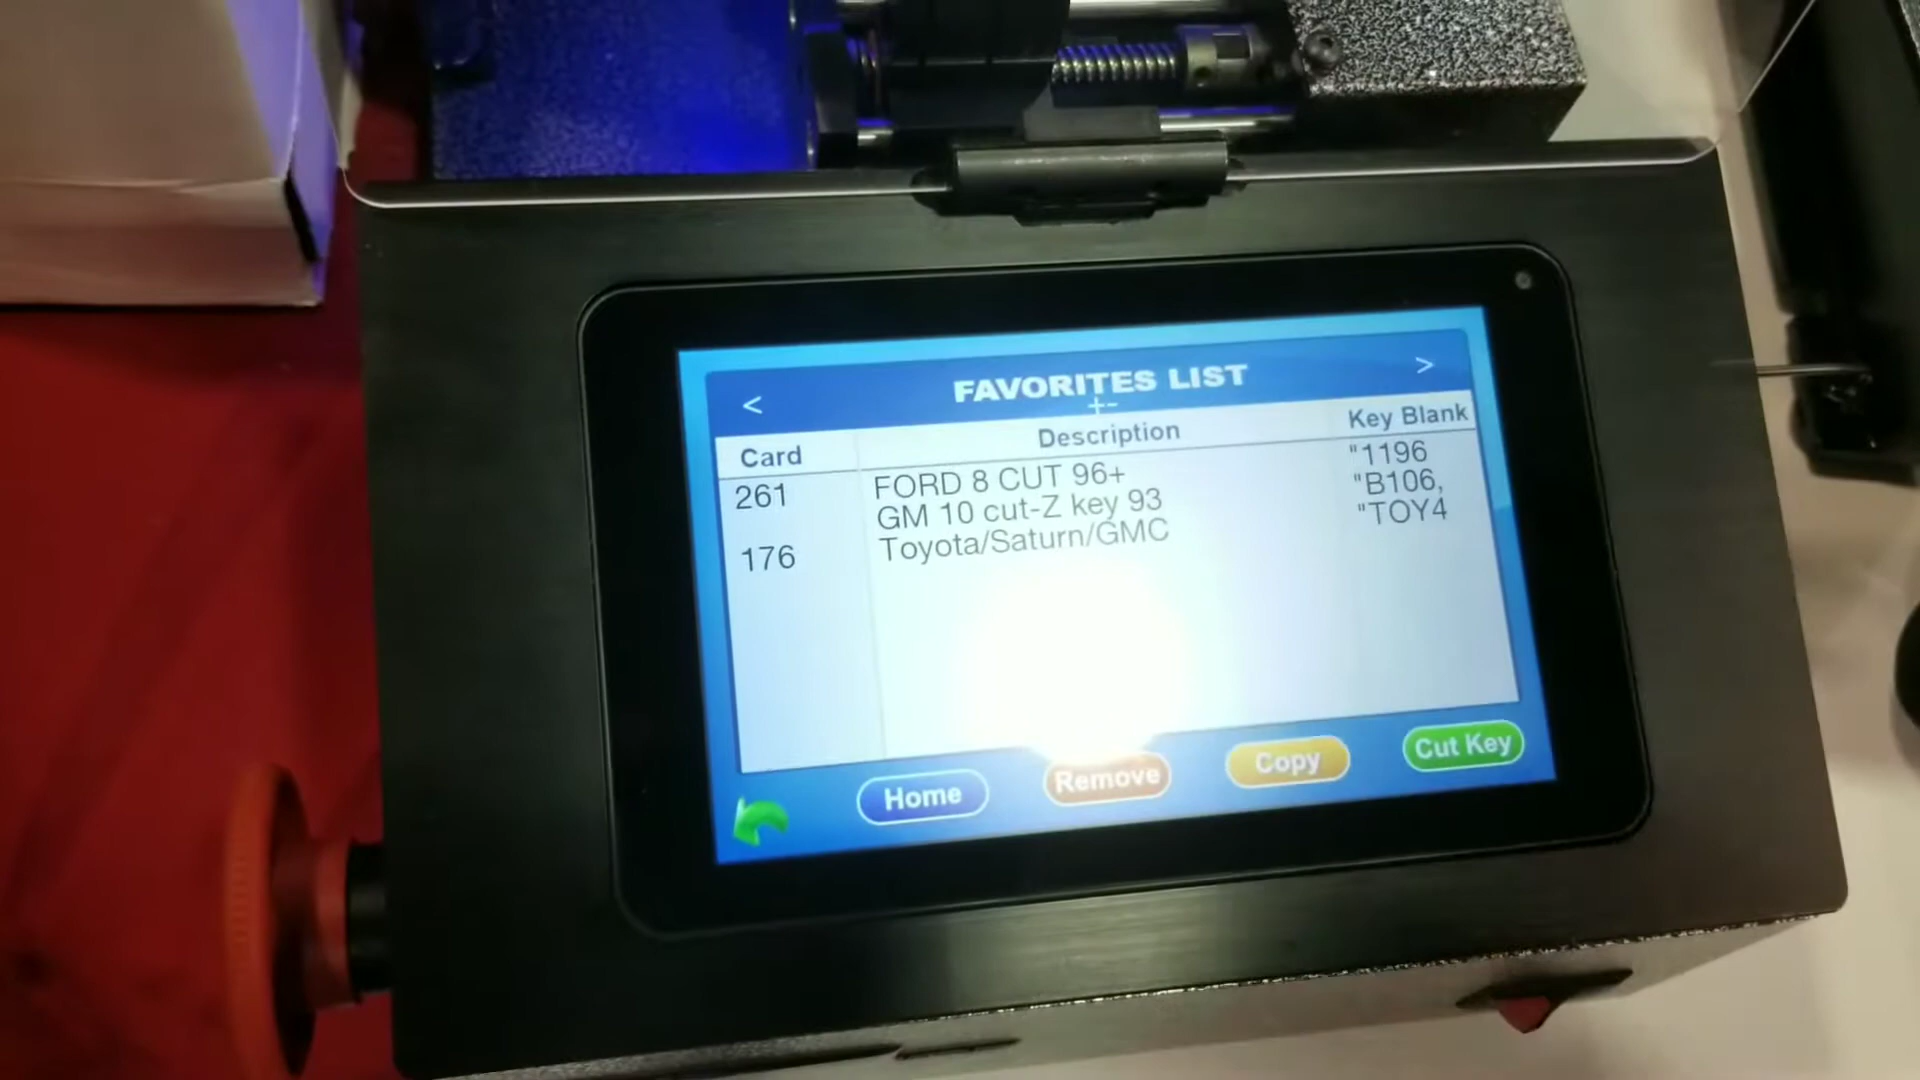 < FAVORITES LIST >
+-
Card Description Key Blank
261 FORD 8 CUT 96+ "1196
GM 10 cut-Z key 93 "B106,
176 Toyota/Saturn/GMC "TOY4
Home Remove Copy Cut Key